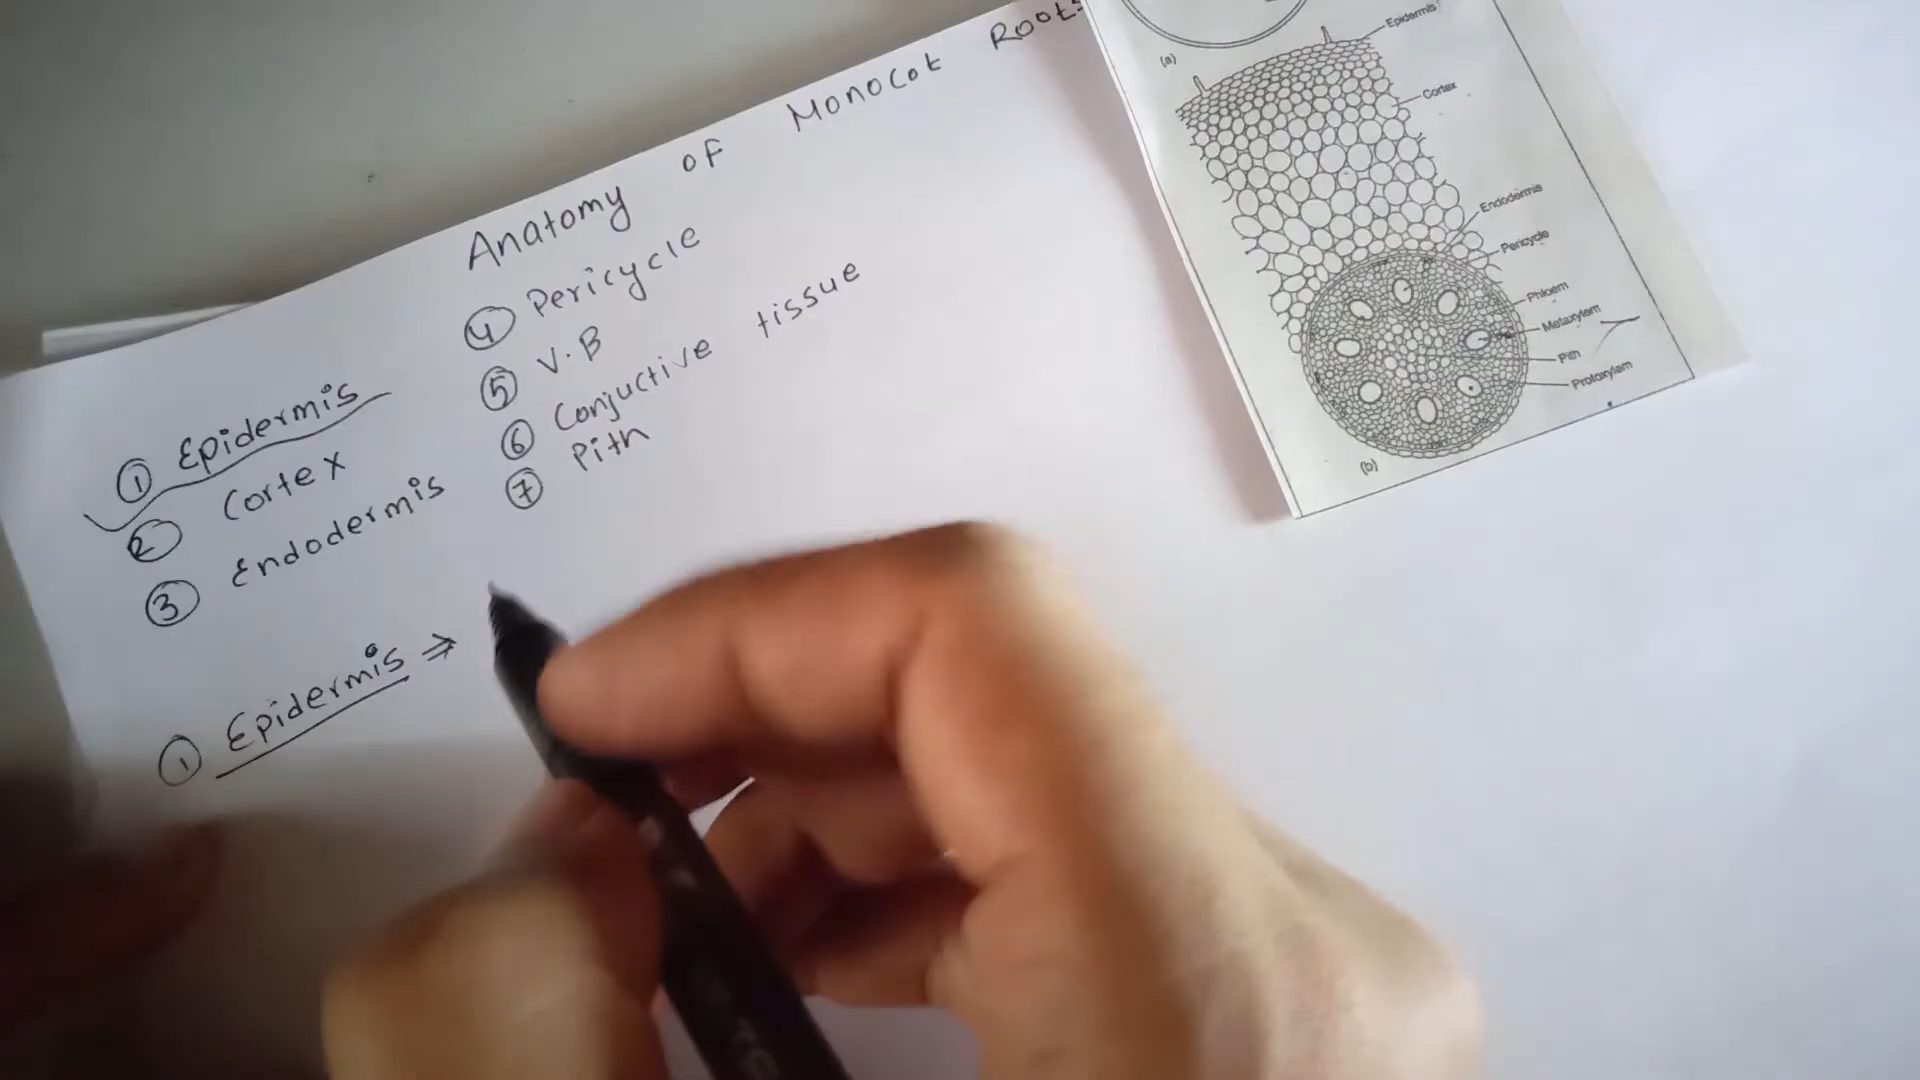 Anatomy of Monocot Roots
① Epidermis
② Cortex
③ Endodermis
④ Pericycle
⑤ V.B
⑥ Conjuctive tissue
⑦ Pith
① Epidermis ⇒
(a)
Epidermis
Cortex
Endodermis
Pericycle
Phloem
Metaxylem
Pith
Protoxylem
(b)